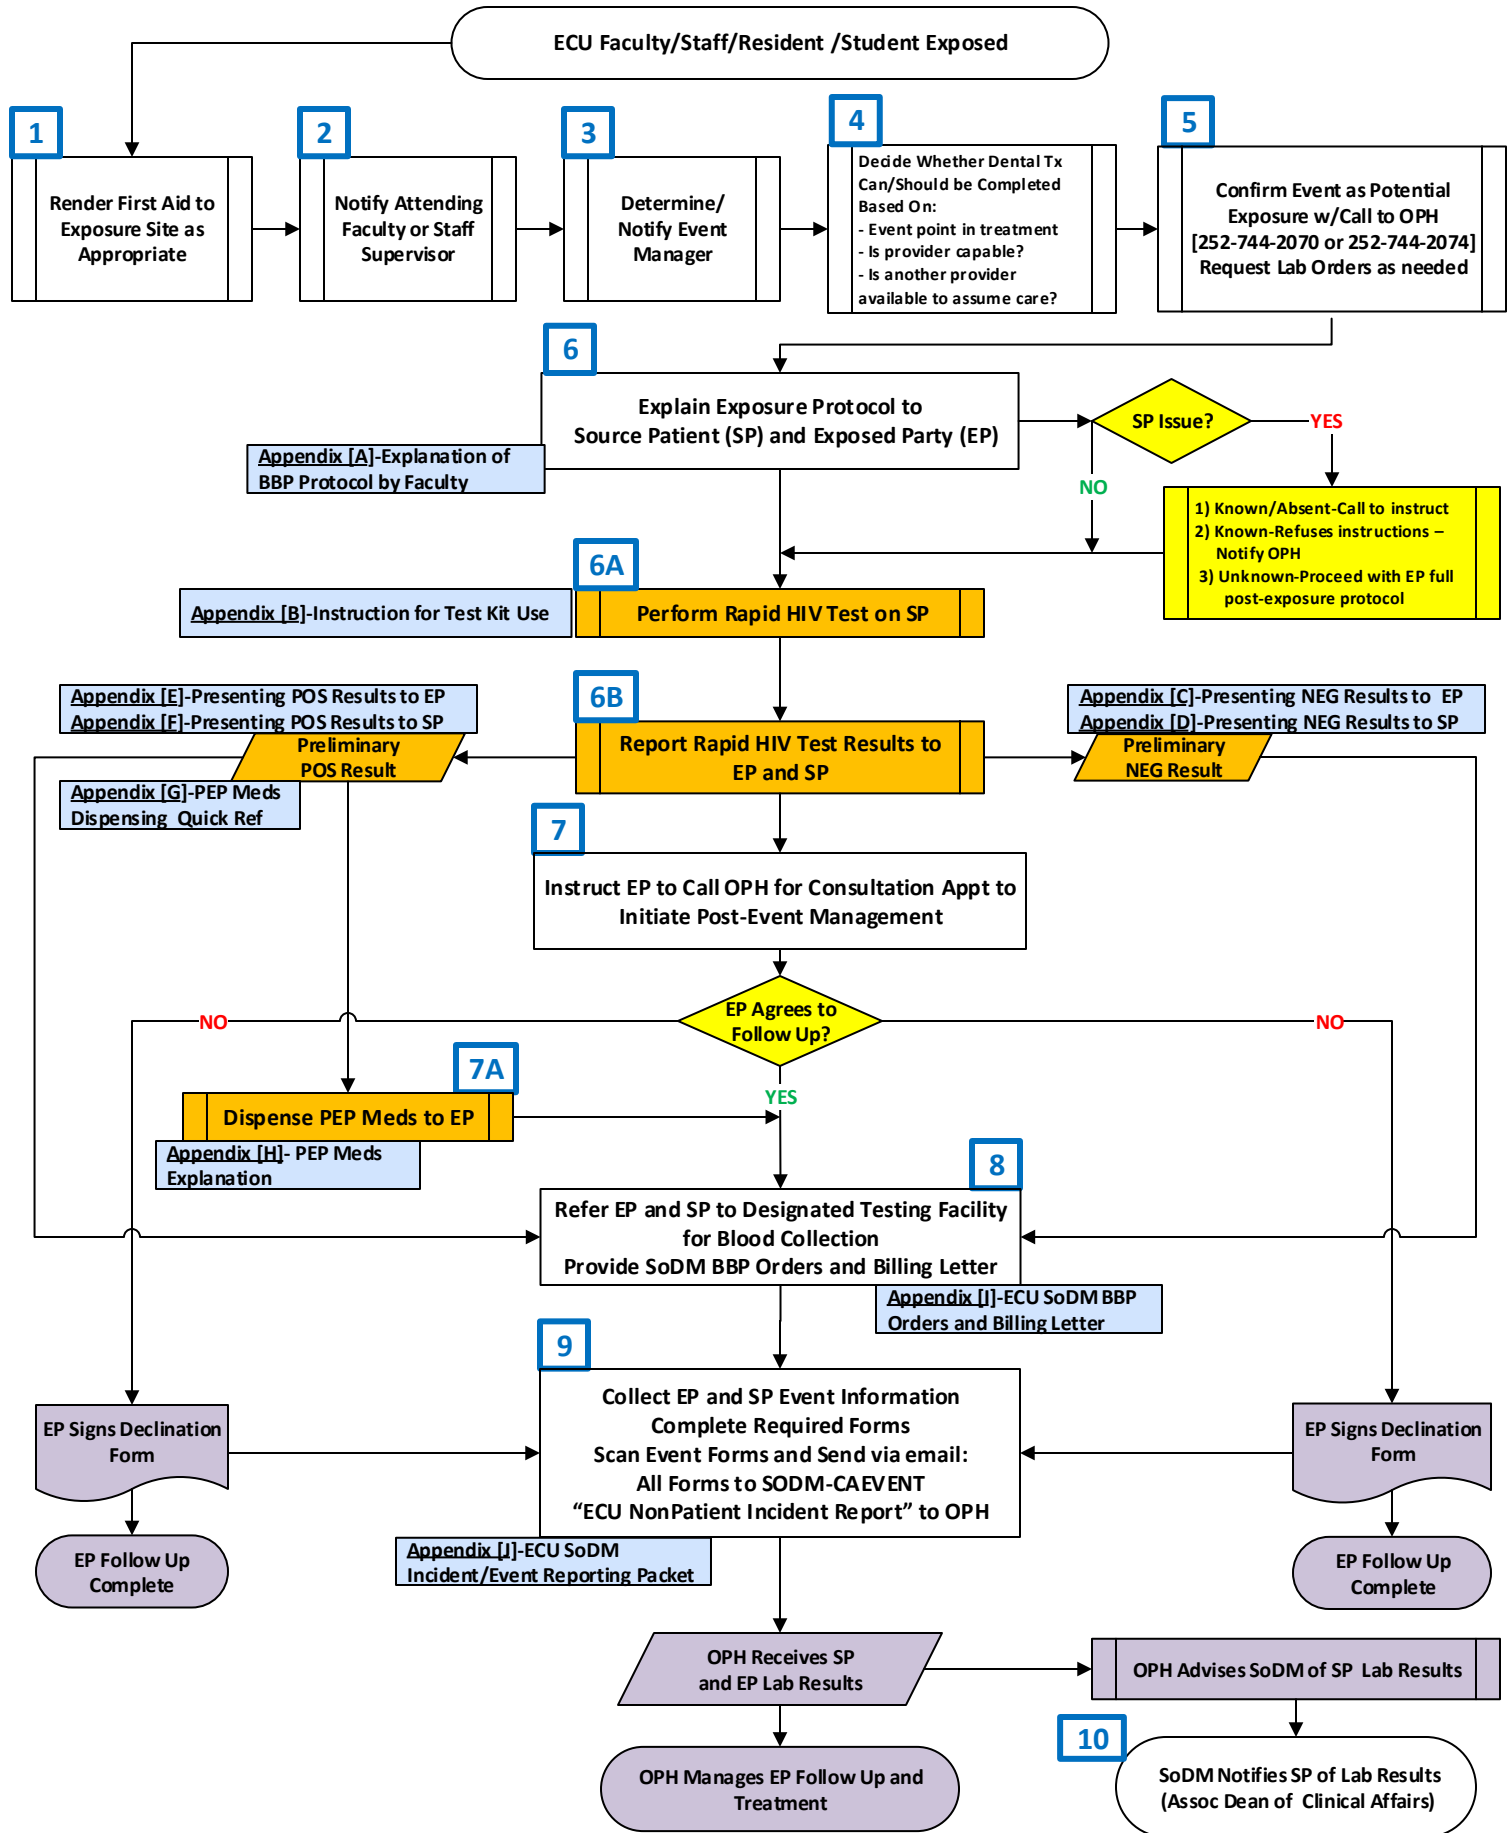 ECU Faculty/Staff/Resident /Student Exposed
1
Render First Aid to
Exposure Site as
Appropriate
2
Notify Attending
Faculty or Staff
Supervisor
3
Determine/
Notify Event
Manager
4
Decide Whether Dental Tx
Can/Should be Completed
Based On:
- Event point in treatment
- Is provider capable?
- Is another provider
available to assume care?
5
Confirm Event as Potential
Exposure w/Call to OPH
[252-744-2070 or 252-744-2074]
Request Lab Orders as needed
6
Explain Exposure Protocol to
Source Patient (SP) and Exposed Party (EP)
Appendix [A]-Explanation of
BBP Protocol by Faculty
SP Issue?
YES
NO
1) Known/Absent-Call to instruct
2) Known-Refuses instructions –
Notify OPH
3) Unknown-Proceed with EP full
post-exposure protocol
6A
Appendix [B]-Instruction for Test Kit Use
Perform Rapid HIV Test on SP
6B
Report Rapid HIV Test Results to
EP and SP
Appendix [E]-Presenting POS Results to EP
Appendix [F]-Presenting POS Results to SP
Preliminary
POS Result
Appendix [G]-PEP Meds
Dispensing Quick Ref
Appendix [C]-Presenting NEG Results to EP
Appendix [D]-Presenting NEG Results to SP
Preliminary
NEG Result
7
Instruct EP to Call OPH for Consultation Appt to
Initiate Post-Event Management
EP Agrees to
Follow Up?
NO
NO
YES
7A
Dispense PEP Meds to EP
Appendix [H]- PEP Meds
Explanation
8
Refer EP and SP to Designated Testing Facility
for Blood Collection
Provide SoDM BBP Orders and Billing Letter
Appendix [I]-ECU SoDM BBP
Orders and Billing Letter
9
Collect EP and SP Event Information
Complete Required Forms
Scan Event Forms and Send via email:
All Forms to SODM-CAEVENT
“ECU NonPatient Incident Report” to OPH
Appendix [J]-ECU SoDM
Incident/Event Reporting Packet
EP Signs Declination
Form
EP Follow Up
Complete
EP Signs Declination
Form
EP Follow Up
Complete
OPH Receives SP
and EP Lab Results
OPH Advises SoDM of SP Lab Results
OPH Manages EP Follow Up and
Treatment
10
SoDM Notifies SP of Lab Results
(Assoc Dean of Clinical Affairs)